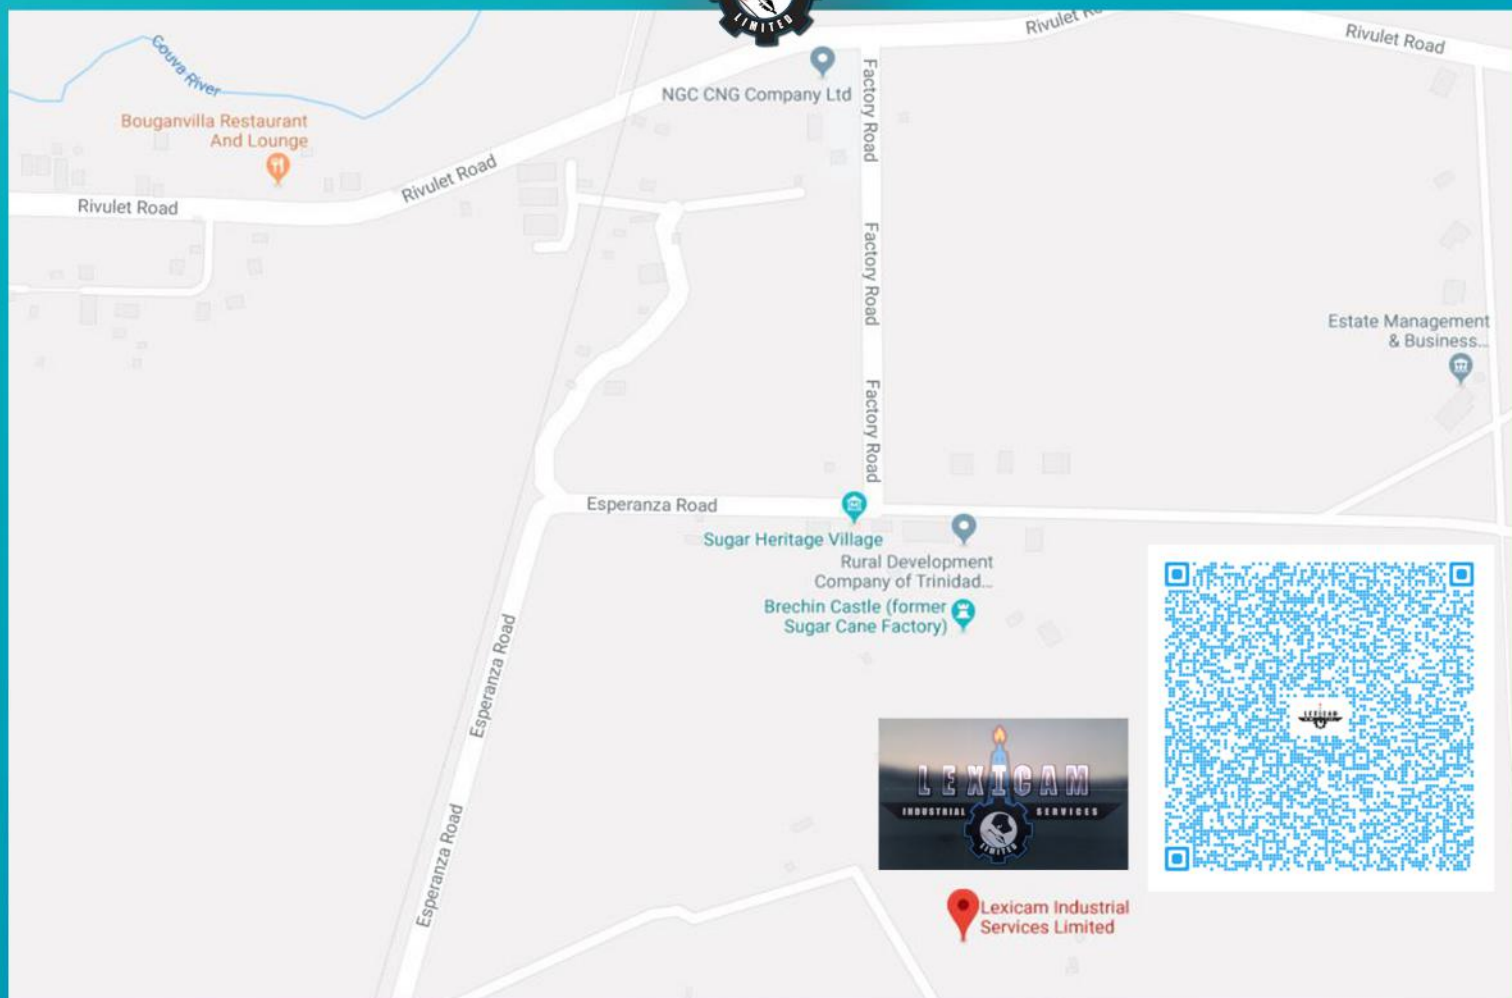 LIMITED
Rivulet
Rivulet Road
Couva River
NGC CNG Company Ltd
Factory Road
Bouganvilla Restaurant
And Lounge
Rivulet Road
Rivulet Road
Factory Road
Estate Management
& Business...
Factory Road
Esperanza Road
Sugar Heritage Village
Rural Development
Company of Trinidad...
Brechin Castle (former
Sugar Cane Factory)
Esperanza Road
LEXICAM
LEXICAM
INDUSTRIAL SERVICES
LIMITED
Esperanza Road
Lexicam Industrial
Services Limited